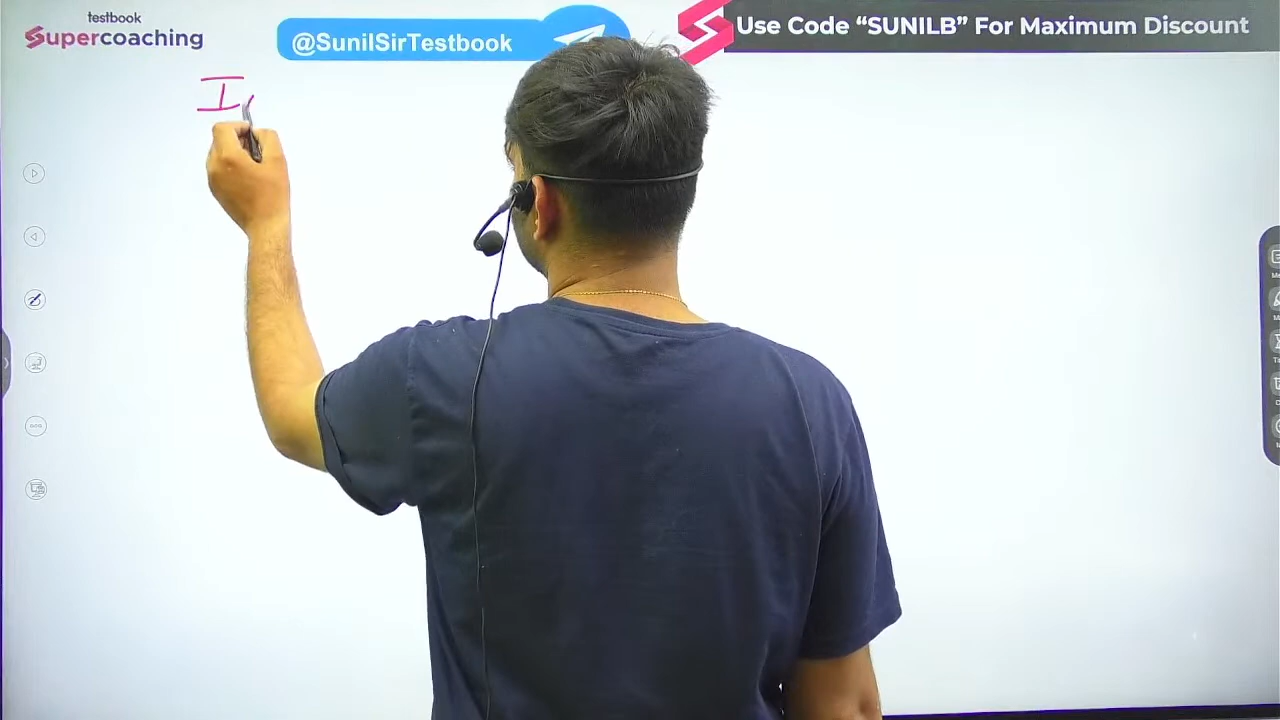 testbook
Supercoaching
@SunilSirTestbook
Use Code “SUNILB” For Maximum Discount
I